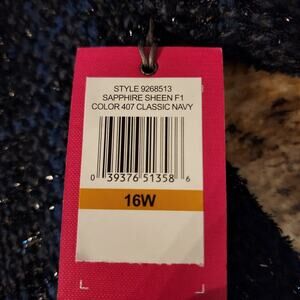 STYLE 9268513
SAPPHIRE SHEEN F1
COLOR 407 CLASSIC NAVY
0 39376 51358 6
16W